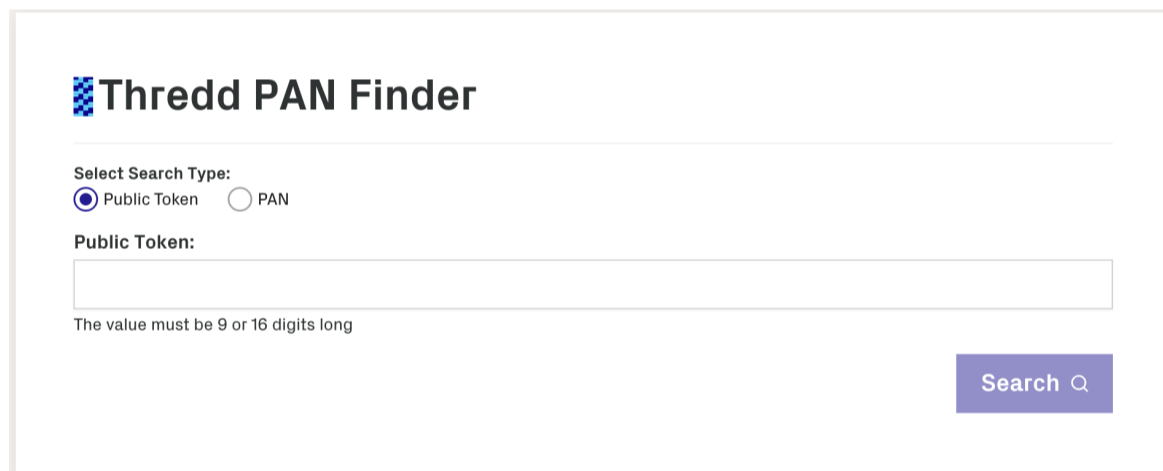 Thredd PAN Finder
Select Search Type:
Public Token PAN
Public Token:
The value must be 9 or 16 digits long
Search